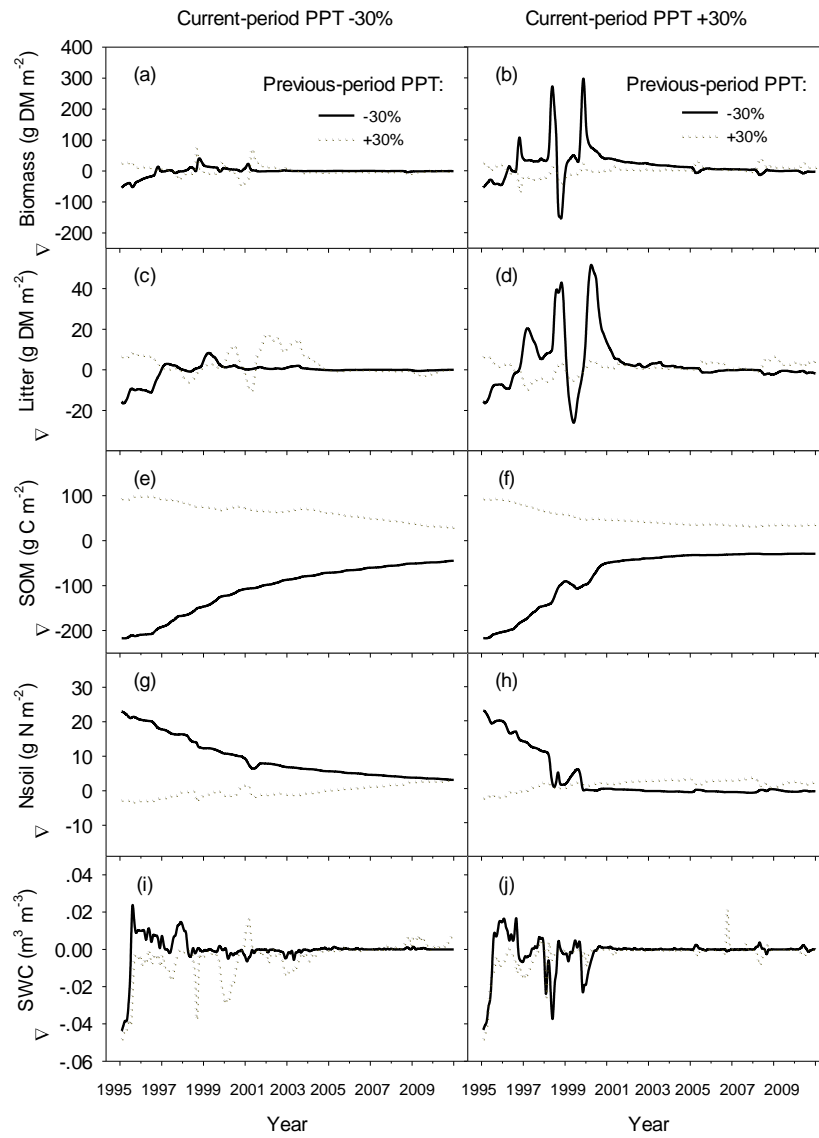 Current-period PPT -30%
Current-period PPT +30%
400
300
200
100
0
-100
-200
∇ Biomass (g DM m⁻²)
(a)
Previous-period PPT:
-30%
+30%
(b)
Previous-period PPT:
-30%
+30%
40
20
0
-20
∇ Litter (g DM m⁻²)
(c)
(d)
100
0
-100
-200
∇ SOM (g C m⁻²)
(e)
(f)
30
20
10
0
-10
∇ Nsoil (g N m⁻²)
(g)
(h)
.04
.02
0.00
-.02
-.04
-.06
∇ SWC (m³ m⁻³)
(i)
(j)
1995 1997 1999 2001 2003 2005 2007 2009
1995 1997 1999 2001 2003 2005 2007 2009
Year
Year